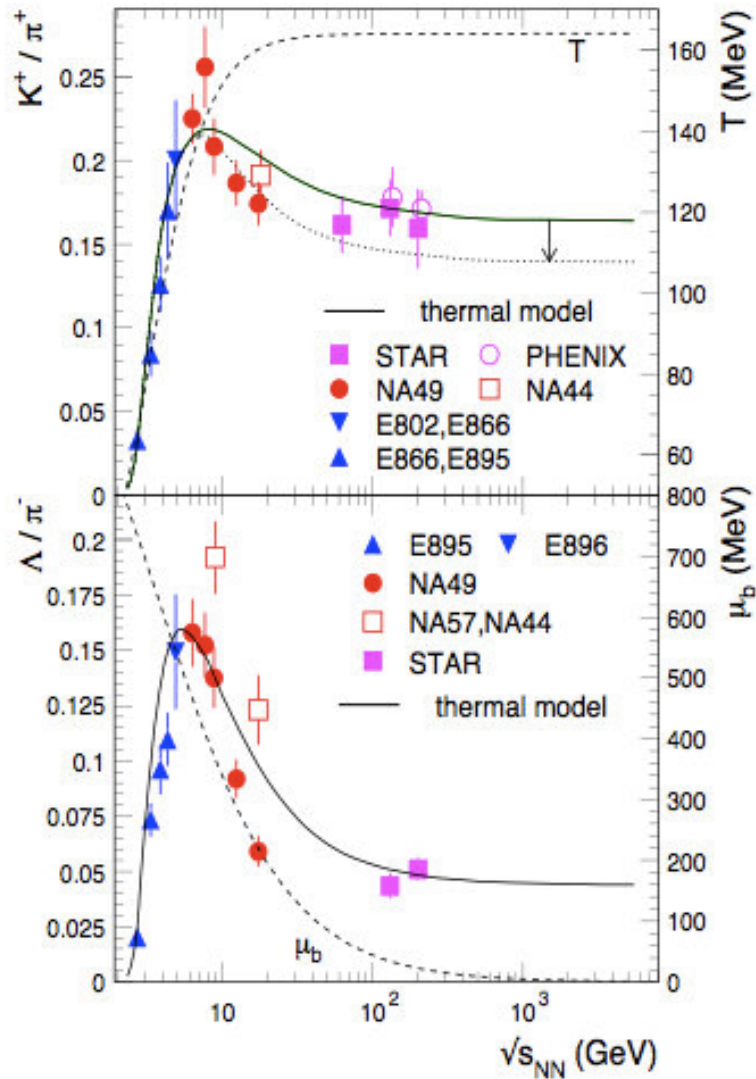 K+ / π+
T (MeV)
0.25
0.2
0.15
0.1
0.05
0
160
140
120
100
80
60
T
thermal model
STAR
PHENIX
NA49
NA44
E802,E866
E866,E895
Λ / π-
μb (MeV)
0.2
0.175
0.15
0.125
0.1
0.075
0.05
0.025
0
800
700
600
500
400
300
200
100
0
E895
E896
NA49
NA57,NA44
STAR
thermal model
μb
10
10²
10³
√sNN (GeV)